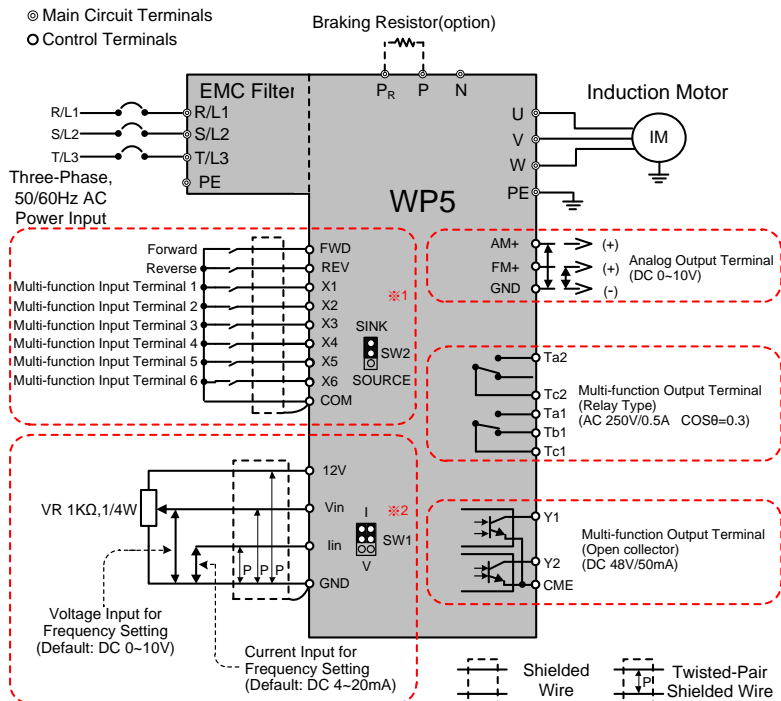 Main Circuit Terminals
Control Terminals
Braking Resistor(option)
EMC Filter
PR P N
Induction Motor
R/L1 R/L1
S/L2 S/L2
T/L3 T/L3
PE
Three-Phase,
50/60Hz AC
Power Input
U
V
W
PE
IM
WP5
Forward FWD
Reverse REV
Multi-function Input Terminal 1 X1
Multi-function Input Terminal 2 X2
Multi-function Input Terminal 3 X3
Multi-function Input Terminal 4 X4
Multi-function Input Terminal 5 X5
Multi-function Input Terminal 6 X6
COM
※1
SINK
SW2
SOURCE
AM+ (+)
FM+ (+)
GND (-)
Analog Output Terminal
(DC 0~10V)
Ta2
Tc2
Ta1
Tb1
Tc1
Multi-function Output Terminal
(Relay Type)
(AC 250V/0.5A COSθ=0.3)
12V
Vin
Iin
GND
VR 1KΩ,1/4W
P P P
※2
I
SW1
V
Y1
Y2
CME
Multi-function Output Terminal
(Open collector)
(DC 48V/50mA)
Voltage Input for
Frequency Setting
(Default: DC 0~10V)
Current Input for
Frequency Setting
(Default: DC 4~20mA)
Shielded
Wire
P
Twisted-Pair
Shielded Wire